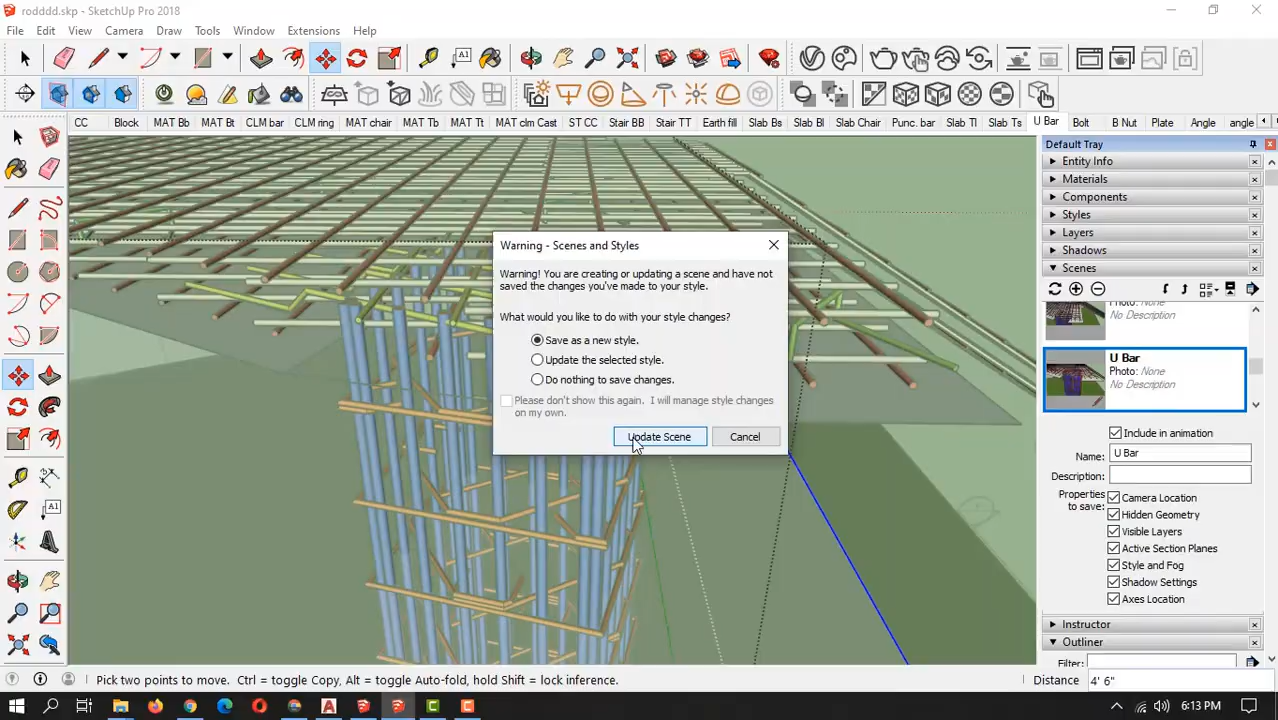 rodddd.skp - SketchUp Pro 2018
File Edit View Camera Draw Tools Window Extensions Help
CC Block MAT Bb MAT Bt CLM bar CLM ring MAT chair MAT Tb MAT Tt MAT clm Cast ST CC Stair BB Stair TT Earth fill Slab Bs Slab Bl Slab Chair Punc. bar Slab Tl Slab Ts U Bar Bolt B Nut Plate Angle angle
Default Tray
Entity Info
Materials
Components
Styles
Layers
Shadows
Scenes
Photo: None
No Description
U Bar
Photo: None
No Description
Include in animation
Name: U Bar
Description:
Properties to save:
Camera Location
Hidden Geometry
Visible Layers
Active Section Planes
Style and Fog
Shadow Settings
Axes Location
Instructor
Outliner
Filter:
Warning - Scenes and Styles
Warning! You are creating or updating a scene and have not
saved the changes you've made to your style.
What would you like to do with your style changes?
Save as a new style.
Update the selected style.
Do nothing to save changes.
Please don't show this again. I will manage style changes
on my own.
Update Scene Cancel
Pick two points to move. Ctrl = toggle Copy, Alt = toggle Auto-fold, hold Shift = lock inference.
Distance 4' 6"
6:13 PM